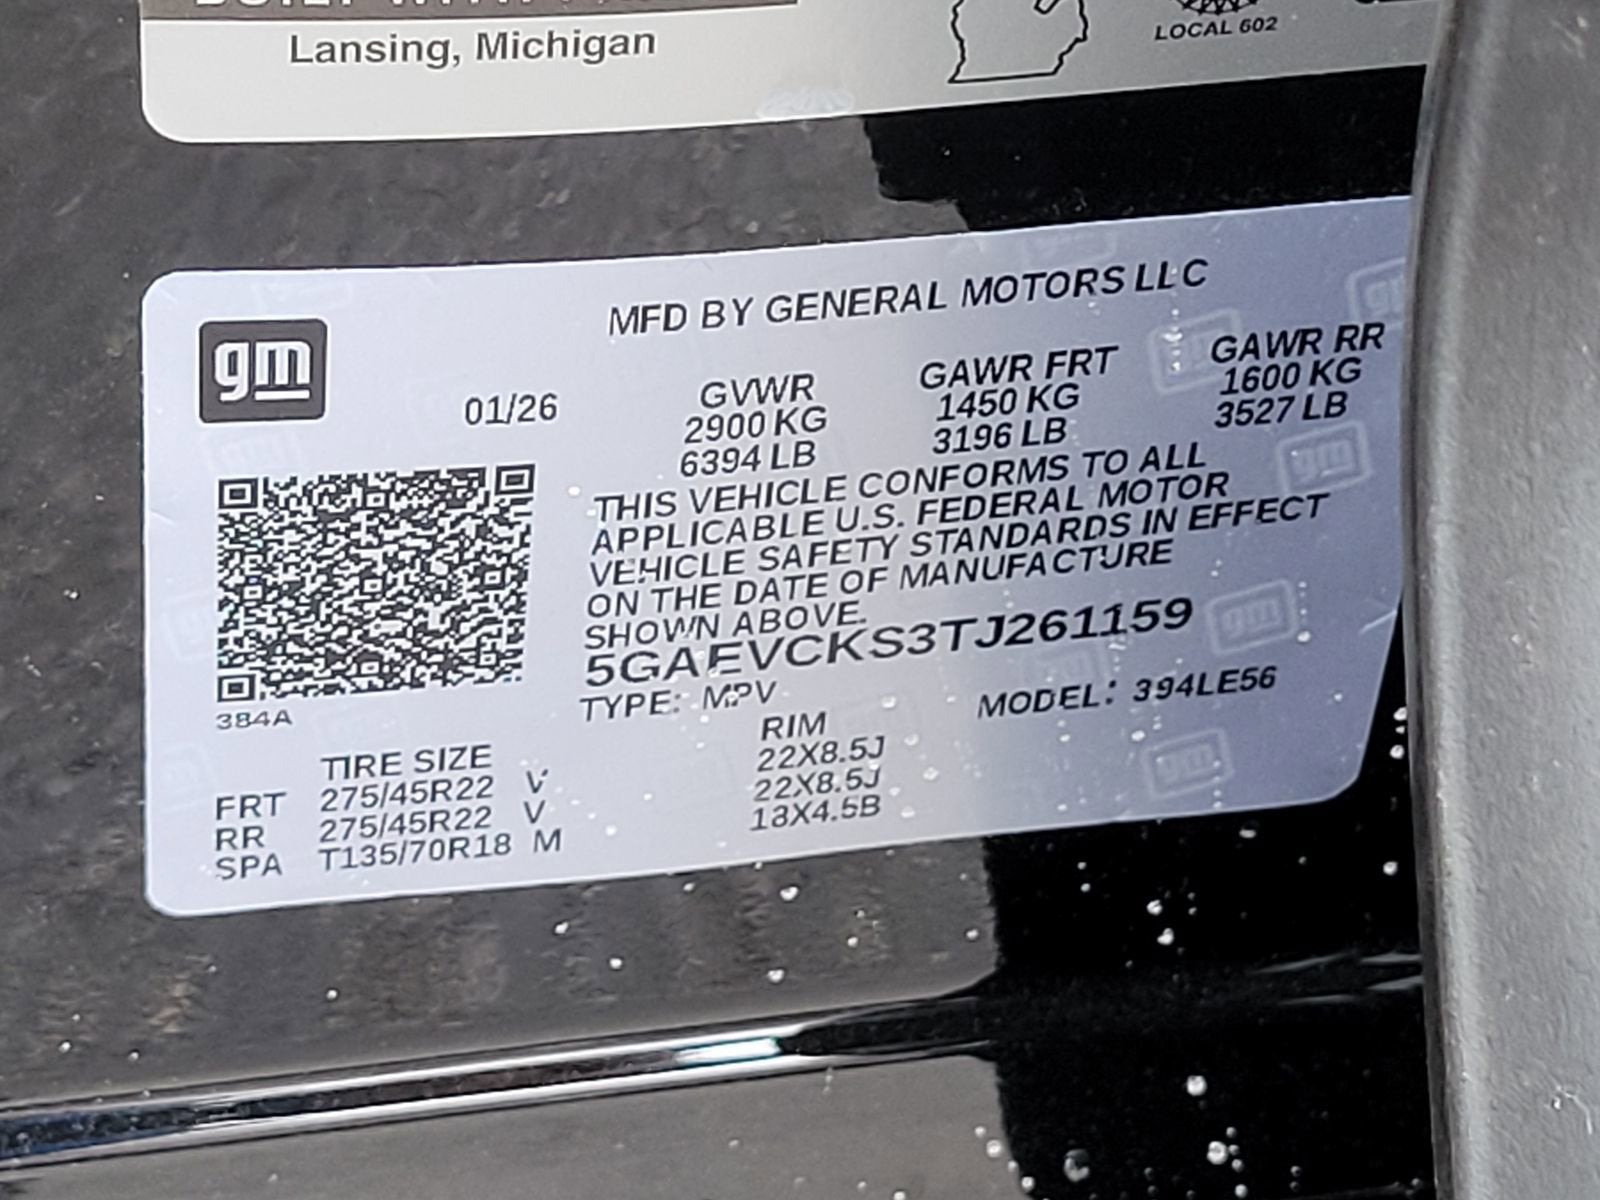 Lansing, Michigan
LOCAL 602
MFD BY GENERAL MOTORS LLC
gm
01/26
GVWR
2900 KG
6394 LB
GAWR FRT
1450 KG
3196 LB
GAWR RR
1600 KG
3527 LB
THIS VEHICLE CONFORMS TO ALL
APPLICABLE U.S. FEDERAL MOTOR
VEHICLE SAFETY STANDARDS IN EFFECT
ON THE DATE OF MANUFACTURE
SHOWN ABOVE.
5GAEVCKS3TJ261159
TYPE: MPV MODEL: 394LE56
384A
TIRE SIZE RIM
FRT 275/45R22 V 22X8.5J
RR 275/45R22 V 22X8.5J
SPA T135/70R18 M 18X4.5B